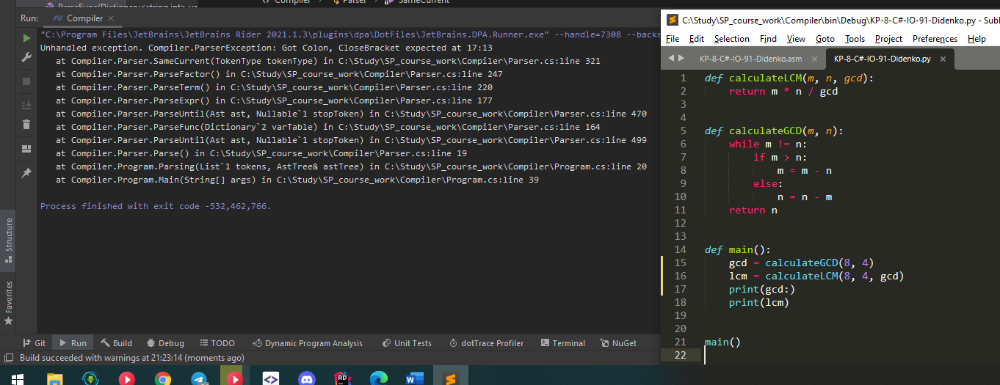 Compiler
Parser
SameCurrent
ParseFunc(Dictionary<string,int> va
Run:
Compiler
"C:\Program Files\JetBrains\JetBrains Rider 2021.1.3\plugins\dpa\DotFiles\JetBrains.DPA.Runner.exe" --handle=7308 --backe
Unhandled exception. Compiler.ParserException: Got Colon, CloseBracket expected at 17:13
at Compiler.Parser.SameCurrent(TokenType tokenType) in C:\Study\SP_course_work\Compiler\Parser.cs:line 321
at Compiler.Parser.ParseFactor() in C:\Study\SP_course_work\Compiler\Parser.cs:line 247
at Compiler.Parser.ParseTerm() in C:\Study\SP_course_work\Compiler\Parser.cs:line 220
at Compiler.Parser.ParseExpr() in C:\Study\SP_course_work\Compiler\Parser.cs:line 177
at Compiler.Parser.ParseUntil(Ast ast, Nullable`1 stopToken) in C:\Study\SP_course_work\Compiler\Parser.cs:line 470
at Compiler.Parser.ParseFunc(Dictionary`2 varTable) in C:\Study\SP_course_work\Compiler\Parser.cs:line 164
at Compiler.Parser.ParseUntil(Ast ast, Nullable`1 stopToken) in C:\Study\SP_course_work\Compiler\Parser.cs:line 499
at Compiler.Parser.Parse() in C:\Study\SP_course_work\Compiler\Parser.cs:line 19
at Compiler.Program.Parsing(List`1 tokens, AstTree& astTree) in C:\Study\SP_course_work\Compiler\Program.cs:line 20
at Compiler.Program.Main(String[] args) in C:\Study\SP_course_work\Compiler\Program.cs:line 39
Process finished with exit code -532,462,766.
Structure
Favorites
Git
Run
Build
Debug
TODO
Dynamic Program Analysis
Unit Tests
dotTrace Profiler
Terminal
NuGet
Build succeeded with warnings at 21:23:14 (moments ago)
C:\Study\SP_course_work\Compiler\bin\Debug\KP-8-C#-IO-91-Didenko.py - Subl
File Edit Selection Find View Goto Tools Project Preferences Help
KP-8-C#-IO-91-Didenko.asm
KP-8-C#-IO-91-Didenko.py
1 def calculateLCM(m, n, gcd):
2 return m * n / gcd
3
4
5 def calculateGCD(m, n):
6 while m != n:
7 if m > n:
8 m = m - n
9 else:
10 n = n - m
11 return n
12
13
14 def main():
15 gcd = calculateGCD(8, 4)
16 lcm = calculateLCM(8, 4, gcd)
17 print(gcd:)
18 print(lcm)
19
20
21 main()
22
RD
W